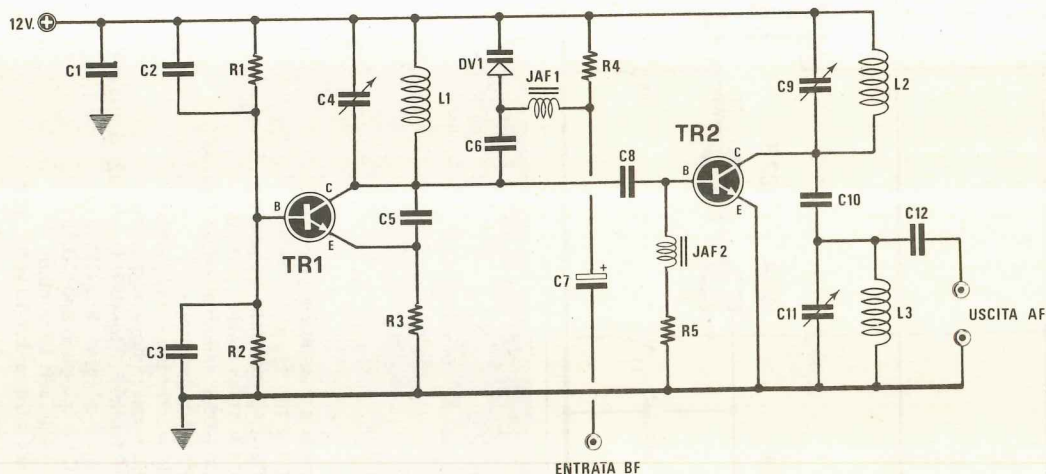 12V.
C1
C2
R1
C4
L1
DV1
JAF1
R4
C9
L2
C6
TR2
C8
C
B
E
C10
C12
B
C
E
C5
TR1
JAF2
C7
+
C3
R2
R3
R5
C11
L3
USCITA AF
ENTRATA BF